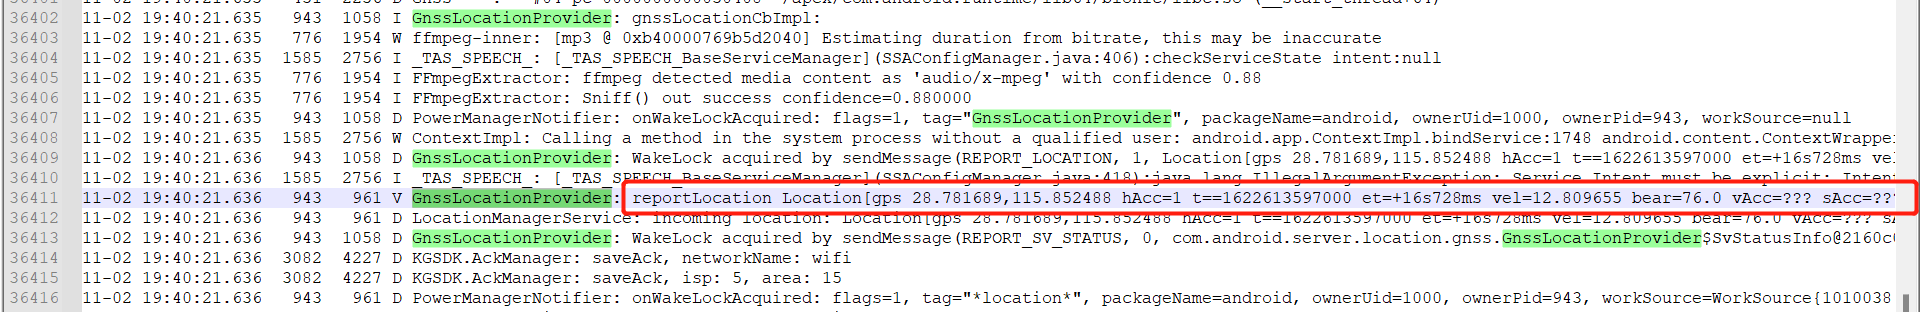 36402 11-02 19:40:21.635 943 1058 I GnssLocationProvider: gnssLocationCbImpl:
36403 11-02 19:40:21.635 776 1954 W ffmpeg-inner: [mp3 @ 0xb40000769b5d2040] Estimating duration from bitrate, this may be inaccurate
36404 11-02 19:40:21.635 1585 2756 I _TAS_SPEECH_: [_TAS_SPEECH_BaseServiceManager](SSAConfigManager.java:406):checkServiceState intent:null
36405 11-02 19:40:21.635 776 1954 I FFmpegExtractor: ffmpeg detected media content as 'audio/x-mpeg' with confidence 0.88
36406 11-02 19:40:21.635 776 1954 I FFmpegExtractor: Sniff() out success confidence=0.880000
36407 11-02 19:40:21.635 943 1058 D PowerManagerNotifier: onWakeLockAcquired: flags=1, tag="GnssLocationProvider", packageName=android, ownerUid=1000, ownerPid=943, workSource=null
36408 11-02 19:40:21.635 1585 2756 W ContextImpl: Calling a method in the system process without a qualified user: android.app.ContextImpl.bindService:1748 android.content.ContextWrappe
36409 11-02 19:40:21.636 943 1058 D GnssLocationProvider: WakeLock acquired by sendMessage(REPORT_LOCATION, 1, Location[gps 28.781689,115.852488 hAcc=1 t==1622613597000 et=+16s728ms vel
36410 11-02 19:40:21.636 1585 2756 I _TAS_SPEECH_: [_TAS_SPEECH_BaseServiceManager](SSAConfigManager.java:418):java.lang.IllegalArgumentException: Service Intent must be explicit: Inten
36411 11-02 19:40:21.636 943 961 V GnssLocationProvider: reportLocation Location[gps 28.781689,115.852488 hAcc=1 t==1622613597000 et=+16s728ms vel=12.809655 bear=76.0 vAcc=??? sAcc=??
36412 11-02 19:40:21.636 943 961 D LocationManagerService: incoming location: Location[gps 28.781689,115.852488 hAcc=1 t==1622613597000 et=+16s728ms vel=12.809655 bear=76.0 vAcc=???
36413 11-02 19:40:21.636 943 1058 D GnssLocationProvider: WakeLock acquired by sendMessage(REPORT_SV_STATUS, 0, com.android.server.location.gnss.GnssLocationProvider$SvStatusInfo@2160c
36414 11-02 19:40:21.636 3082 4227 D KGSDK.AckManager: saveAck, networkName: wifi
36415 11-02 19:40:21.636 3082 4227 D KGSDK.AckManager: saveAck, isp: 5, area: 15
36416 11-02 19:40:21.636 943 961 D PowerManagerNotifier: onWakeLockAcquired: flags=1, tag="*location*", packageName=android, ownerUid=1000, ownerPid=943, workSource=WorkSource{1010038